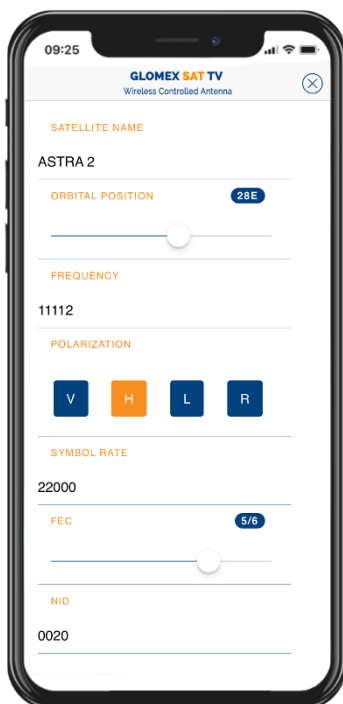 09:25
GLOMEX SAT TV
Wireless Controlled Antenna
SATELLITE NAME
ASTRA 2
ORBITAL POSITION 28E
FREQUENCY
11112
POLARIZATION
V H L R
SYMBOL RATE
22000
FEC 5/6
NID
0020